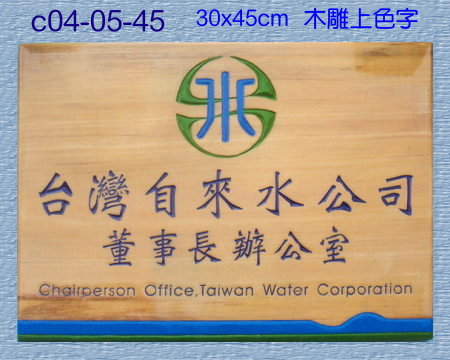 c04-05-45 30x45cm 木雕上色字
水
台灣自來水公司
董事長辦公室
Chairperson Office,Taiwan Water Corporation